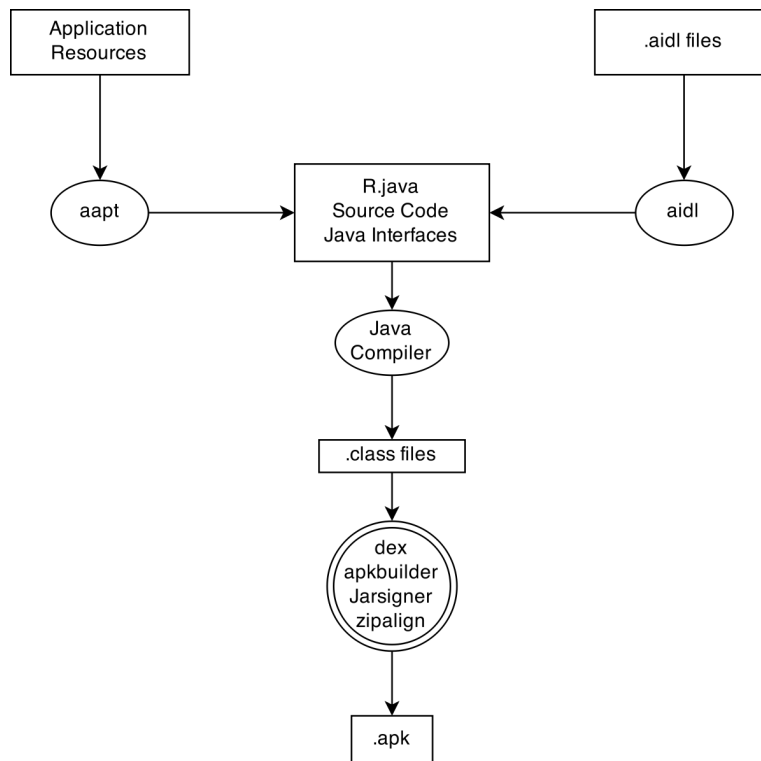 Application
Resources
.aidl files
aapt
R.java
Source Code
Java Interfaces
aidl
Java
Compiler
.class files
dex
apkbuilder
Jarsigner
zipalign
.apk